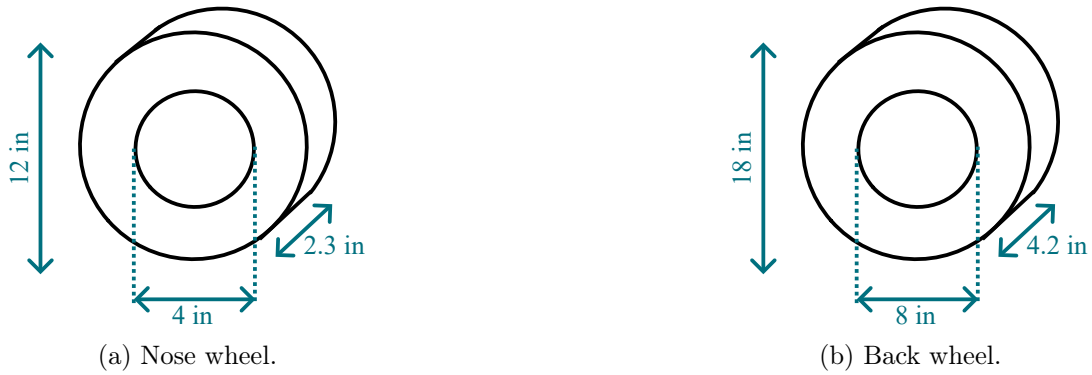 12 in
2.3 in
4 in
(a) Nose wheel.
18 in
4.2 in
8 in
(b) Back wheel.